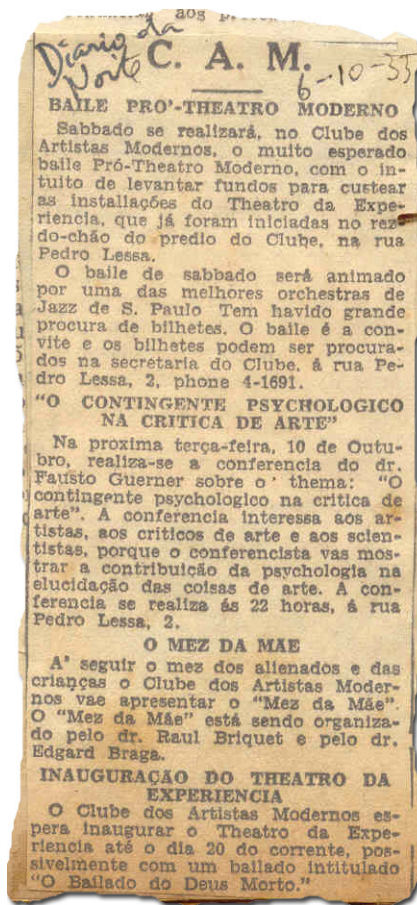 aos
Diario da
Noite
C. A. M.
6-10-33
BAILE PRO'-THEATRO MODERNO
Sabbado se realizará, no Clube dos
Artistas Modernos, o muito esperado
baile Pró-Theatro Moderno, com o in-
tuito de levantar fundos para custear
as installações do Theatro da Expe-
riencia, que já foram iniciadas no rez
do-chão do predio do Clube, na rua
Pedro Lessa.
O baile de sabbado será animado
por uma das melhores orchestras de
Jazz de S. Paulo Tem havido grande
procura de bilhetes. O baile é a con-
vite e os bilhetes podem ser procura-
dos na secretaria do Clube. á rua Pe-
dro Lessa, 2, phone 4-1691.
"O CONTINGENTE PSYCHOLOGICO
NA CRITICA DE ARTE"
Na proxima terça-feira, 10 de Outu-
bro, realiza-se a conferencia do dr.
Fausto Guerner sobre o thema: "O
contingente psychologico na critica de
arte". A conferencia interessa aos ar-
tistas, aos criticos de arte e aos scien-
tistas, porque o conferencista vas mos-
trar a contribuição da psychologia na
elucidação das coisas de arte. A con-
ferencia se realiza ás 22 horas, á rua
Pedro Lessa, 2.
O MEZ DA MÃE
A' seguir o mez dos alienados e das
crianças o Clube dos Artistas Moder-
nos vae apresentar o "Mez da Mãe".
O "Mez da Mãe" está sendo organiza-
do pelo dr. Raul Briquet e pelo dr.
Edgard Braga.
INAUGURAÇÃO DO THEATRO DA
EXPERIENCIA
O Clube dos Artistas Modernos es-
pera inaugurar o Theatro da Expe-
riencia até o dia 20 do corrente, pos-
sivelmente com um bailado intitulado
"O Bailado do Deus Morto."